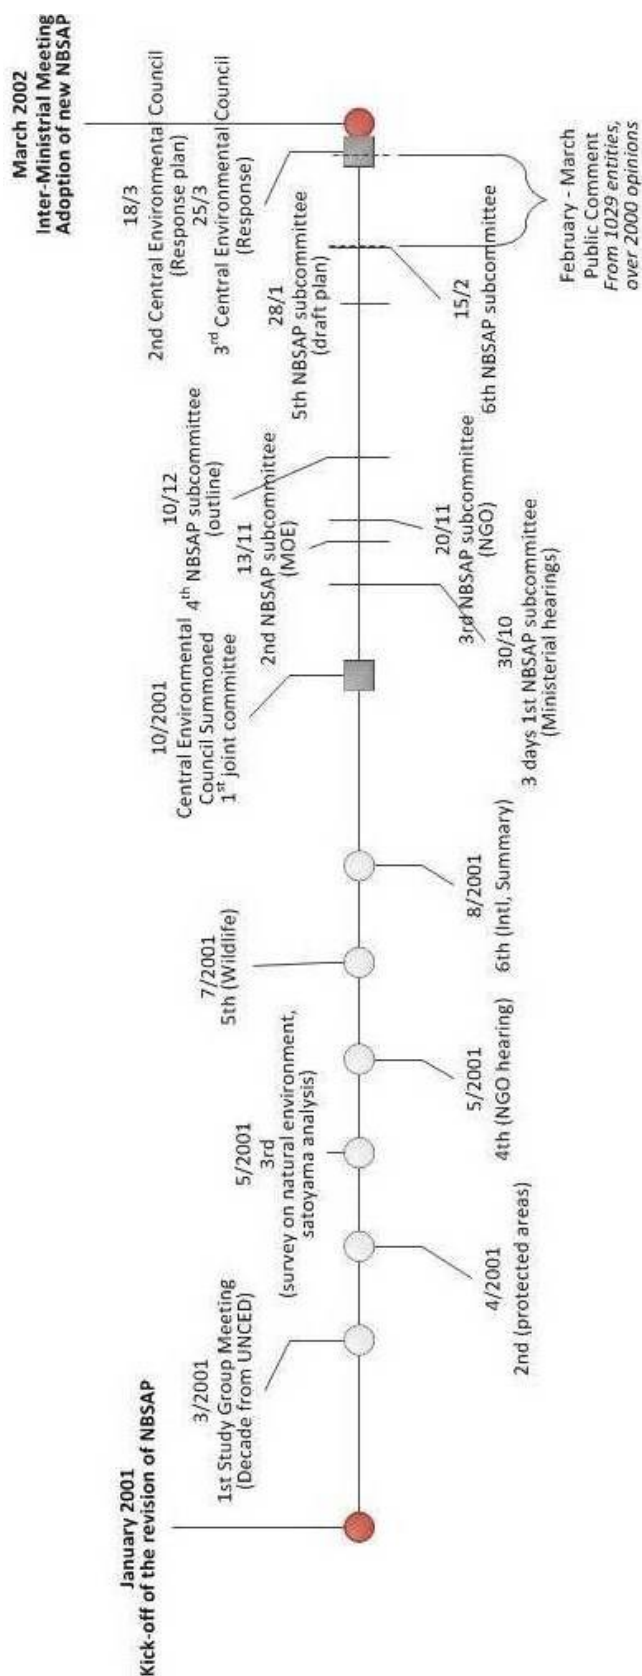 January 2001
Kick-off of the revision of NBSAP
3/2001
1st Study Group Meeting
(Decade from UNCED)
4/2001
2nd (protected areas)
5/2001
3rd
(survey on natural environment,
satoyama analysis)
5/2001
4th (NGO hearing)
7/2001
5th (Wildlife)
8/2001
6th (Intl, Summary)
10/2001
Central Environmental
Council Summoned
1st joint committee
30/10
3 days 1st NBSAP subcommittee
(Ministerial hearings)
13/11
2nd NBSAP subcommittee
(MOE)
20/11
3rd NBSAP subcommittee
(NGO)
10/12
4th NBSAP subcommittee
(outline)
28/1
5th NBSAP subcommittee
(draft plan)
15/2
6th NBSAP subcommittee
February - March
Public Comment
From 1029 entities,
over 2000 opinions
18/3
2nd Central Environmental Council
(Response plan)
25/3
3rd Central Environmental Council
(Response)
March 2002
Inter-Ministrial Meeting
Adoption of new NBSAP